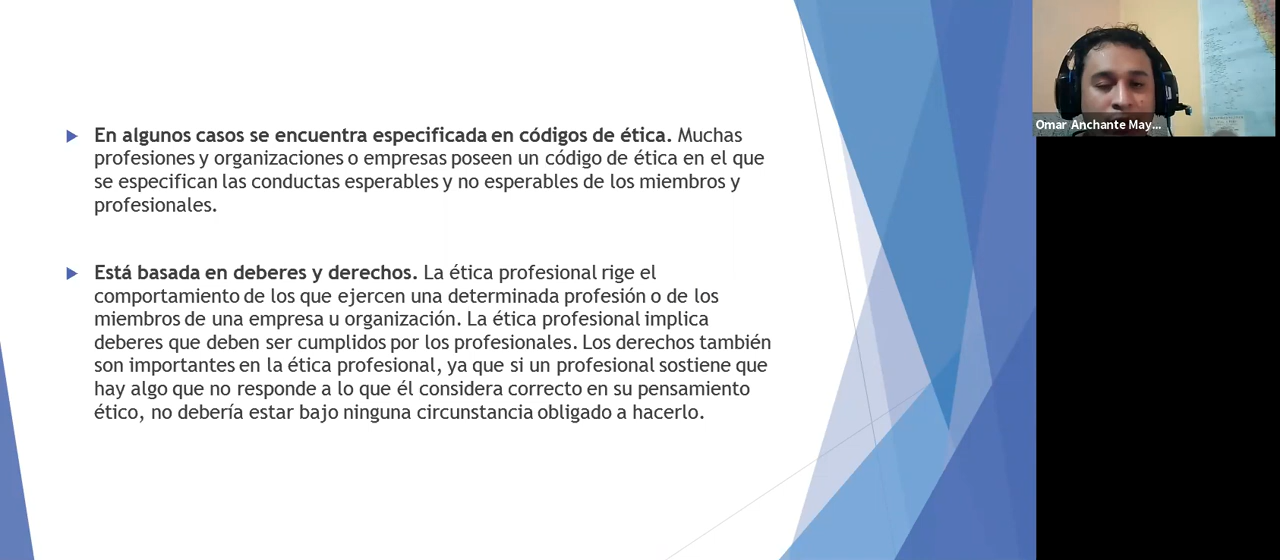 En algunos casos se encuentra especificada en códigos de ética. Muchas
profesiones y organizaciones o empresas poseen un código de ética en el que
se especifican las conductas esperables y no esperables de los miembros y
profesionales.
Está basada en deberes y derechos. La ética profesional rige el
comportamiento de los que ejercen una determinada profesión o de los
miembros de una empresa u organización. La ética profesional implica
deberes que deben ser cumplidos por los profesionales. Los derechos también
son importantes en la ética profesional, ya que si un profesional sostiene que
hay algo que no responde a lo que él considera correcto en su pensamiento
ético, no debería estar bajo ninguna circunstancia obligado a hacerlo.
Omar Anchante May...